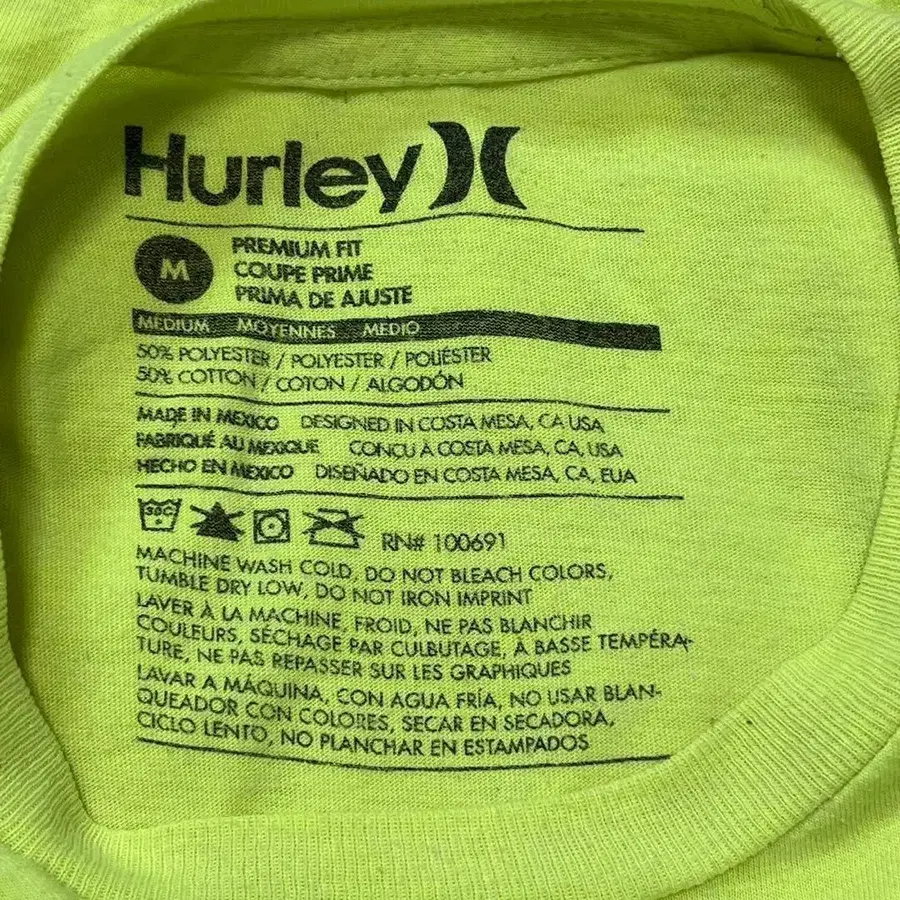 Hurley
M
PREMIUM FIT
COUPE PRIME
PRIMA DE AJUSTE
MEDIUM MOYENNES MEDIO
50% POLYESTER / POLYESTER / POLIÉSTER
50% COTTON / COTON / ALGODÓN
MADE IN MEXICO DESIGNED IN COSTA MESA, CA USA
FABRIQUÉ AU MEXIQUE CONCU À COSTA MESA, CA, USA
HECHO EN MEXICO DISEÑADO EN COSTA MESA, CA, EUA
30C RN# 100691
MACHINE WASH COLD, DO NOT BLEACH COLORS,
TUMBLE DRY LOW, DO NOT IRON IMPRINT
LAVER À LA MACHINE, FROID, NE PAS BLANCHIR
COULEURS, SÉCHAGE PAR CULBUTAGE, À BASSE TEMPÉRA-
TURE, NE PAS REPASSER SUR LES GRAPHIQUES
LAVAR A MÁQUINA, CON AGUA FRÍA, NO USAR BLAN-
QUEADOR CON COLORES, SECAR EN SECADORA,
CICLO LENTO, NO PLANCHAR EN ESTAMPADOS